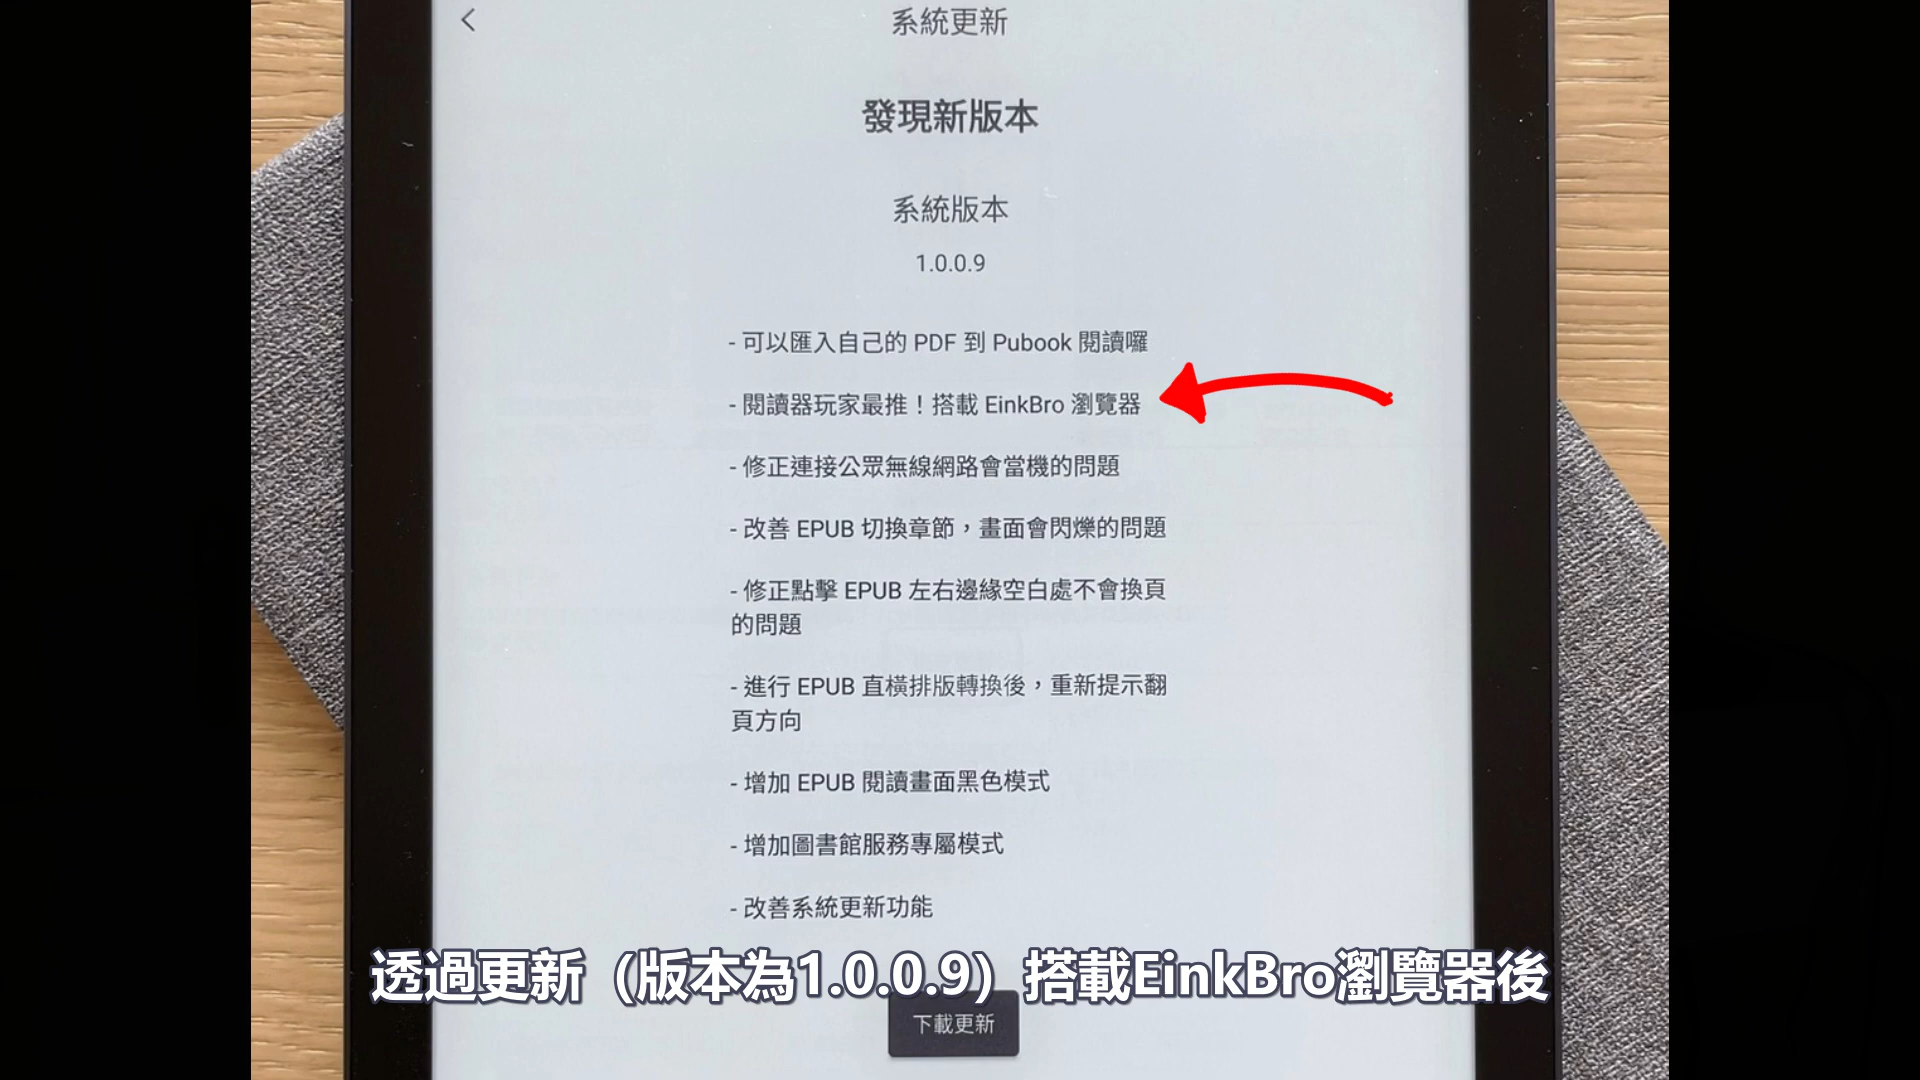 系統更新
發現新版本
系統版本
1.0.0.9
- 可以匯入自己的 PDF 到 Pubook 閱讀囉
- 閱讀器玩家最推！搭載 EinkBro 瀏覽器
- 修正連接公眾無線網路會當機的問題
- 改善 EPUB 切換章節，畫面會閃爍的問題
- 修正點擊 EPUB 左右邊緣空白處不會換頁
的問題
- 進行 EPUB 直橫排版轉換後，重新提示翻
頁方向
- 增加 EPUB 閱讀畫面黑色模式
- 增加圖書館服務專屬模式
- 改善系統更新功能
透過更新（版本為1.0.0.9）搭載EinkBro瀏覽器後
下載更新